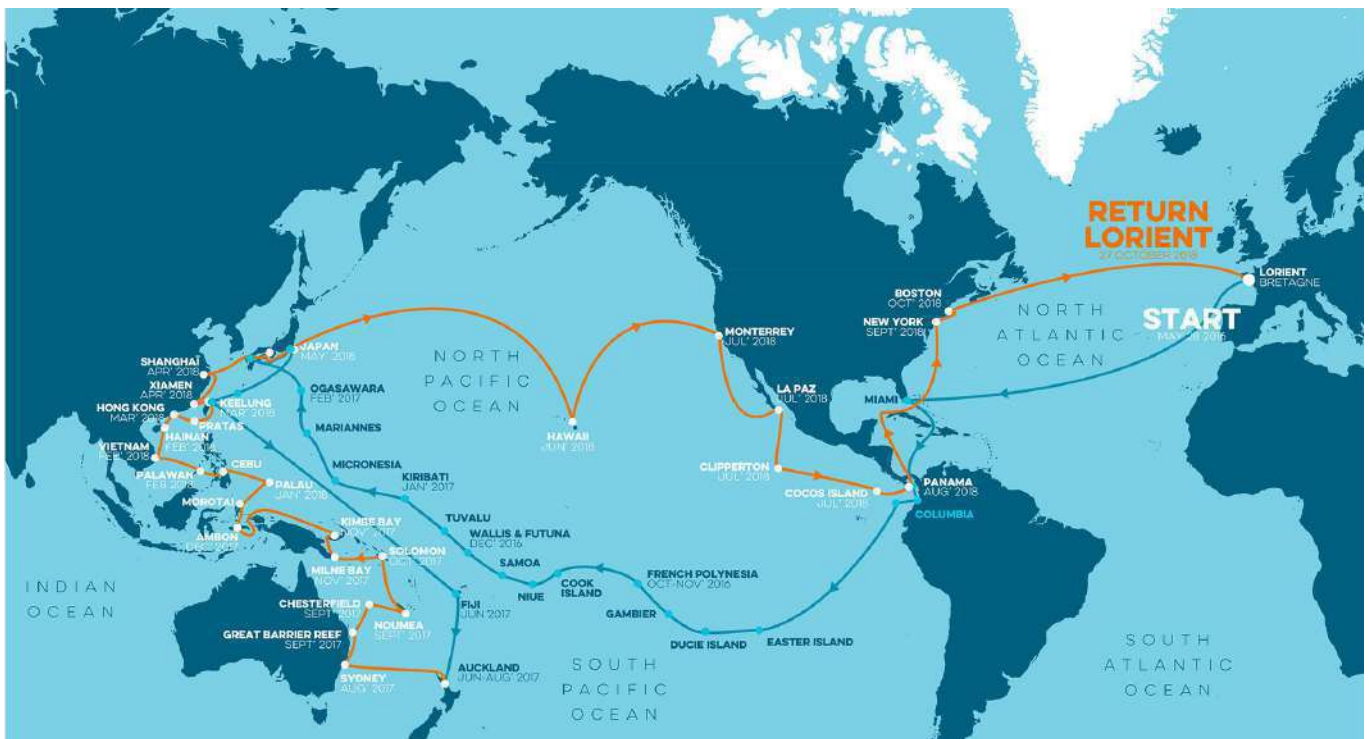 RETURN
LORIENT
27 OCTOBER 2018
LORIENT
BRETAGNE
BOSTON
OCT' 2018
NORTH
ATLANTIC
OCEAN
NEW YORK
SEPT' 2018
START
MAY 28 2016
MONTERREY
JUL' 2018
JAPAN
MAY' 2018
SHANGHAÏ
APR' 2018
NORTH
PACIFIC
OCEAN
XIAMEN
APR' 2018
OGASAWARA
FEB' 2017
LA PAZ
JUL' 2018
MIAMI
HONG KONG
MAR' 2018
KEELUNG
MAR' 2018
PRATAS
HAINAN
FEB' 2018
MARIANNES
HAWAII
JUN' 2018
VIETNAM
FEB' 2018
PALAWAN
FEB' 2018
CEBU
MICRONESIA
CLIPPERTON
JUL' 2018
PALAU
JAN' 2018
KIRIBATI
JAN' 2017
COCOS ISLAND
JUL' 2018
PANAMA
AUG' 2018
COLUMBIA
MOROTAI
TUVALU
KIMBE BAY
NOV' 2017
AMBON
DEC' 2017
WALLIS & FUTUNA
DEC' 2016
SOLOMON
OCT' 2017
SAMOA
MILNE BAY
NOV' 2017
FRENCH POLYNESIA
OCT-NOV' 2016
COOK
ISLAND
NIUE
INDIAN
OCEAN
FIJI
JUN' 2017
CHESTERFIELD
SEPT' 2017
GAMBIER
NOUMEA
SEPT' 2017
GREAT BARRIER REEF
SEPT' 2017
DUCIE ISLAND
EASTER ISLAND
SOUTH
ATLANTIC
OCEAN
SOUTH
PACIFIC
OCEAN
AUCKLAND
JUN-AUG' 2017
SYDNEY
AUG' 2017